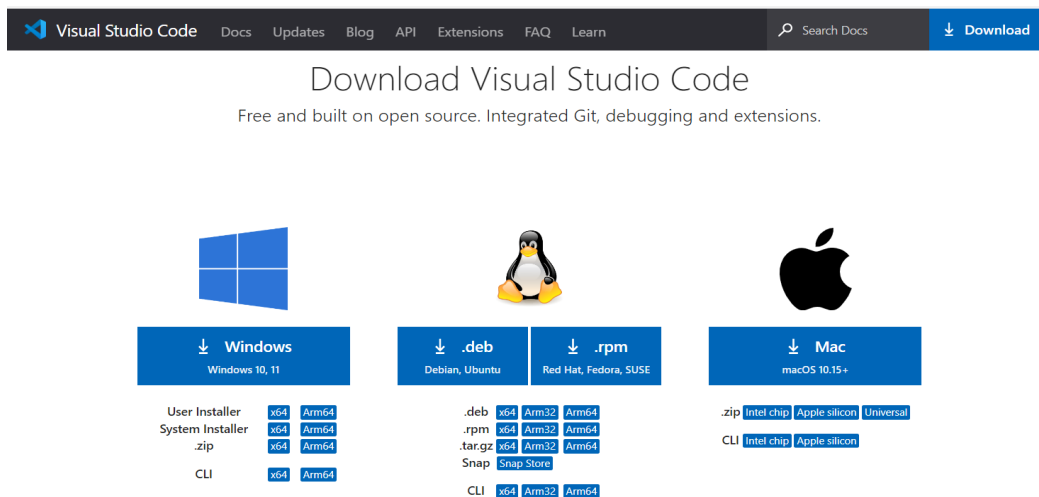 Visual Studio Code Docs Updates Blog API Extensions FAQ Learn Search Docs Download
Download Visual Studio Code
Free and built on open source. Integrated Git, debugging and extensions.
Windows
Windows 10, 11
User Installer x64 Arm64
System Installer x64 Arm64
.zip x64 Arm64
CLI x64 Arm64
.deb
Debian, Ubuntu
.rpm
Red Hat, Fedora, SUSE
.deb x64 Arm32 Arm64
.rpm x64 Arm32 Arm64
.tar.gz x64 Arm32 Arm64
Snap Snap Store
CLI x64 Arm32 Arm64
Mac
macOS 10.15+
.zip Intel chip Apple silicon Universal
CLI Intel chip Apple silicon